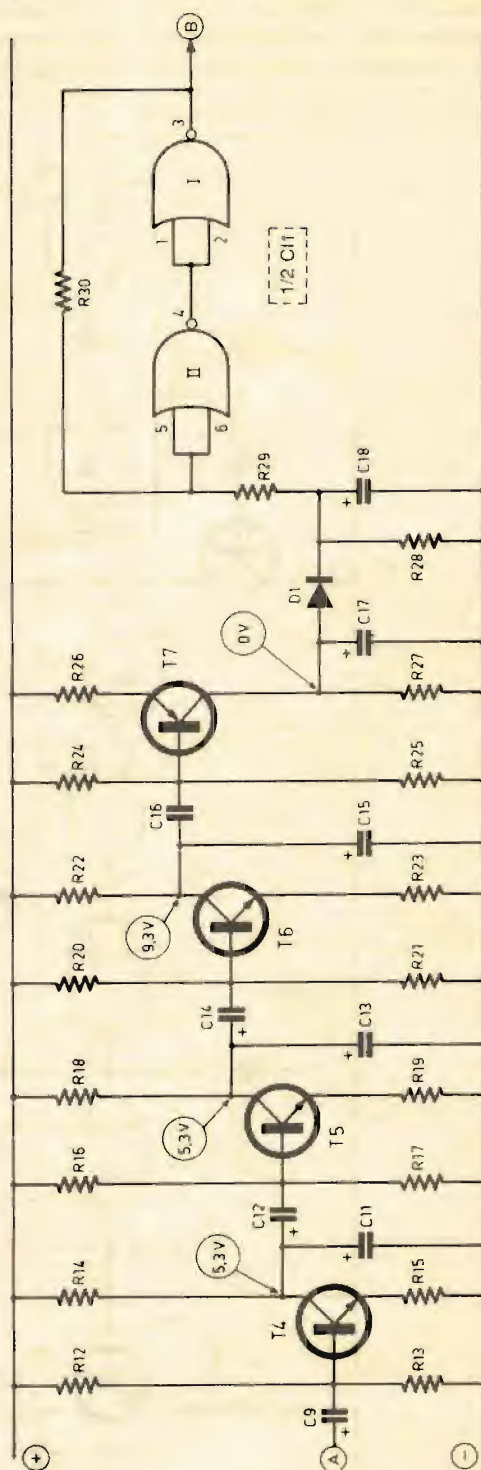 +
R12
R14
R16
R18
R20
R22
R24
R26
R30
5,3V
5,3V
9,3V
T7
3
B
I
1
2
4
II
5
6
1/2 CI1
C16
C14
T6
0V
D1
R29
C12
T5
T4
C9
+
+
+
A
C11
+
C13
+
C15
+
C17
+
C18
+
R13
R15
R17
R19
R21
R23
R25
R27
R28
-